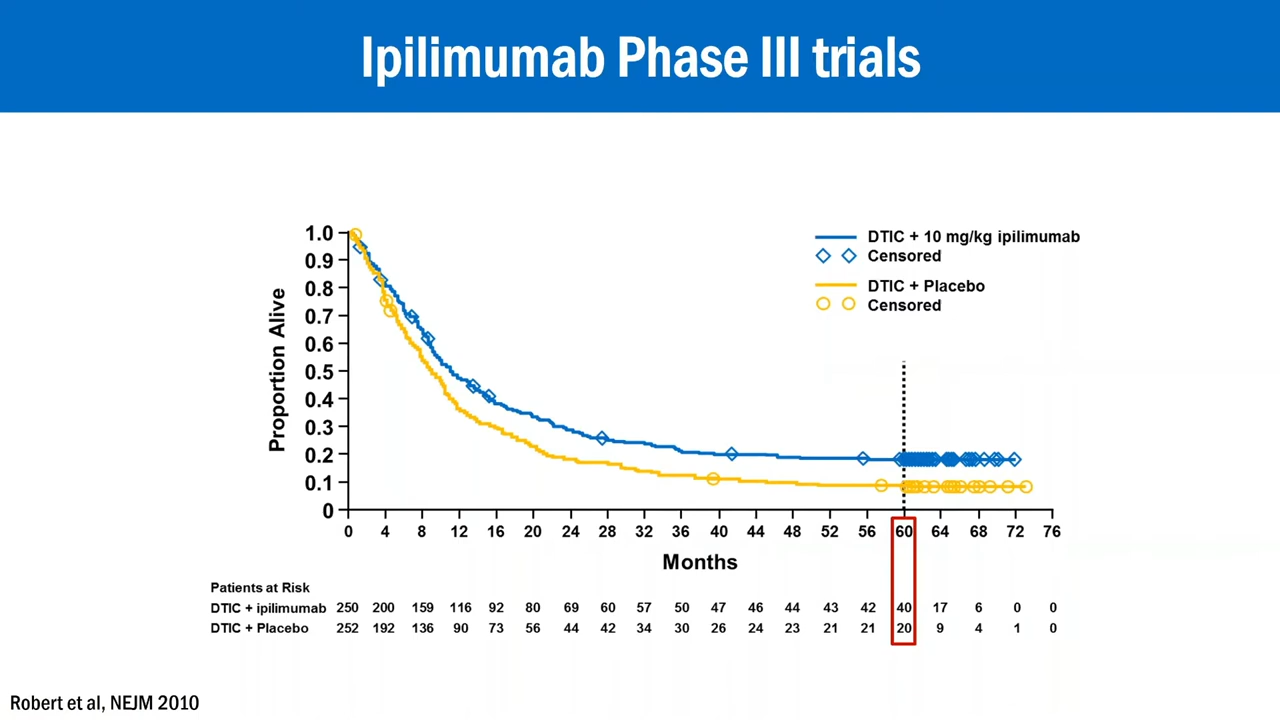 Ipilimumab Phase III trials
1.0
0.9
0.8
0.7
0.6
0.5
0.4
0.3
0.2
0.1
0
Proportion Alive
DTIC + 10 mg/kg ipilimumab
Censored
DTIC + Placebo
Censored
0 4 8 12 16 20 24 28 32 36 40 44 48 52 56 60 64 68 72 76
Months
Patients at Risk
DTIC + ipilimumab 250 200 159 116 92 80 69 60 57 50 47 46 44 43 42 40 17 6 0 0
DTIC + Placebo 252 192 136 90 73 56 44 42 34 30 26 24 23 21 21 20 9 4 1 0
Robert et al, NEJM 2010